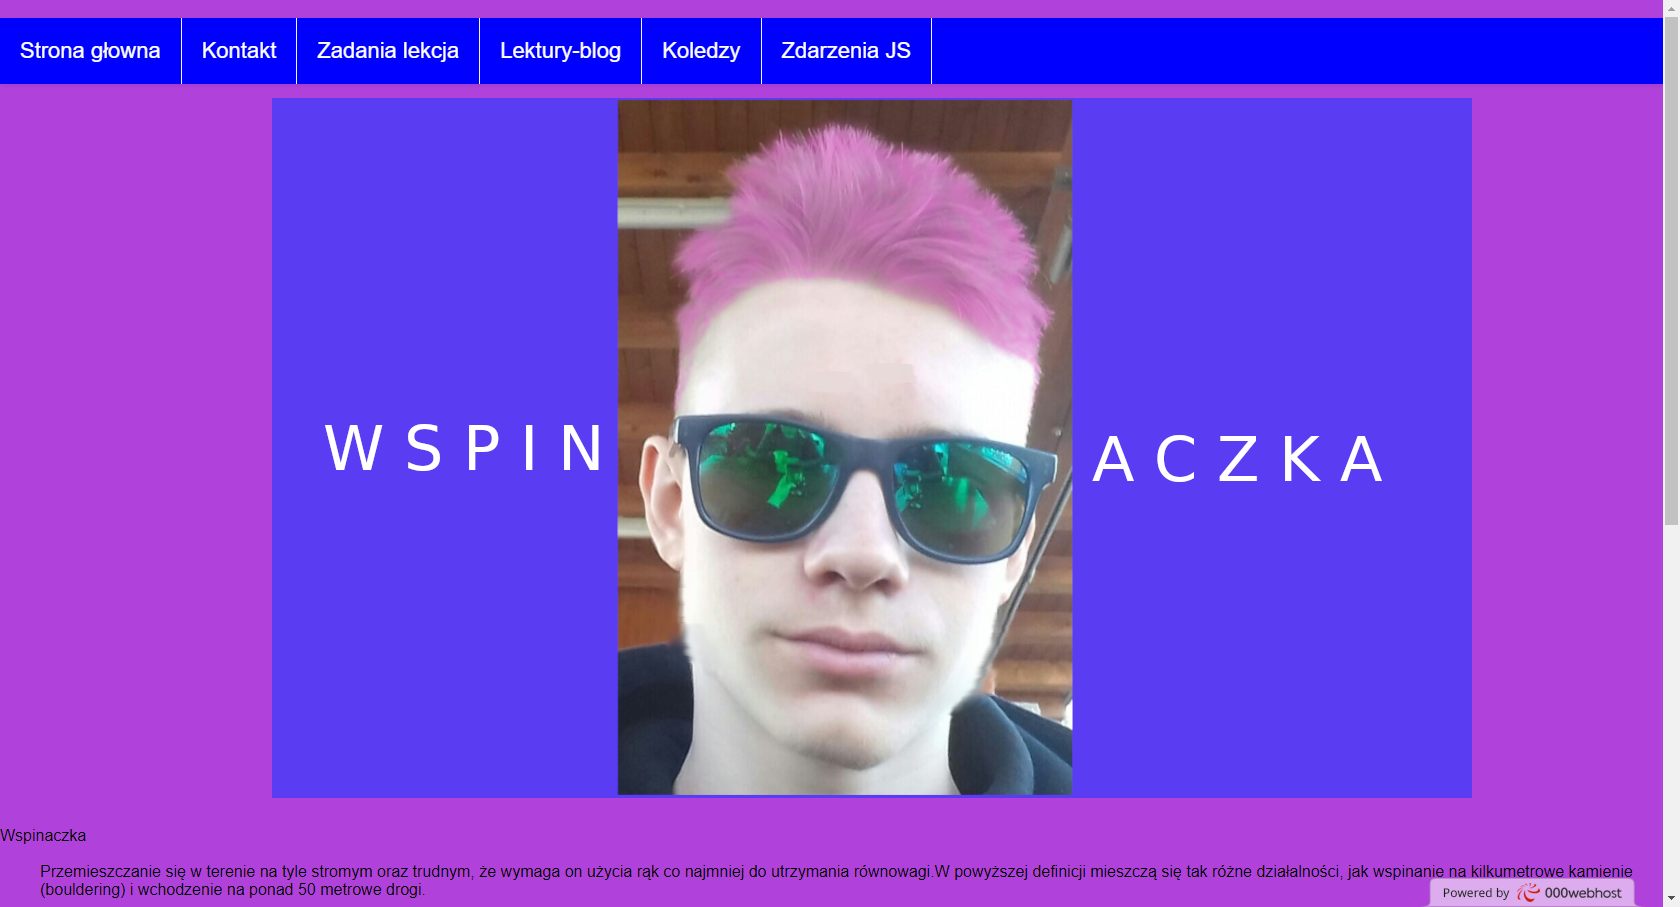 Strona głowna Kontakt Zadania lekcja Lektury-blog Koledzy Zdarzenia JS
W S P I N A C Z K A
Wspinaczka
Przemieszczanie się w terenie na tyle stromym oraz trudnym, że wymaga on użycia rąk co najmniej do utrzymania równowagi.W powyższej definicji mieszczą się tak różne działalności, jak wspinanie na kilkumetrowe kamienie
(bouldering) i wchodzenie na ponad 50 metrowe drogi.
Powered by 000webhost